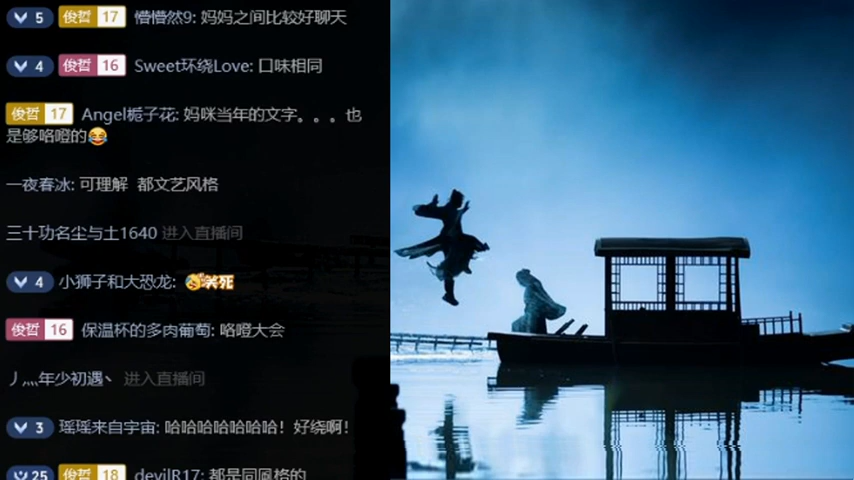 5 俊哲 17 懵懵然9: 妈妈之间比较好聊天
4 俊哲 16 Sweet环绕Love: 口味相同
俊哲 17 Angel栀子花: 妈咪当年的文字。。。也
是够咯噔的😂
一夜春冰: 可理解 都文艺风格
三十功名尘与土1640 进入直播间
4 小狮子和大恐龙: 笑死
俊哲 16 保温杯的多肉葡萄: 咯噔大会
丿灬年少初遇丶 进入直播间
3 瑶瑶来自宇宙: 哈哈哈哈哈哈哈！好绕啊！
25 俊哲 18 devilR17: 都是同风格的